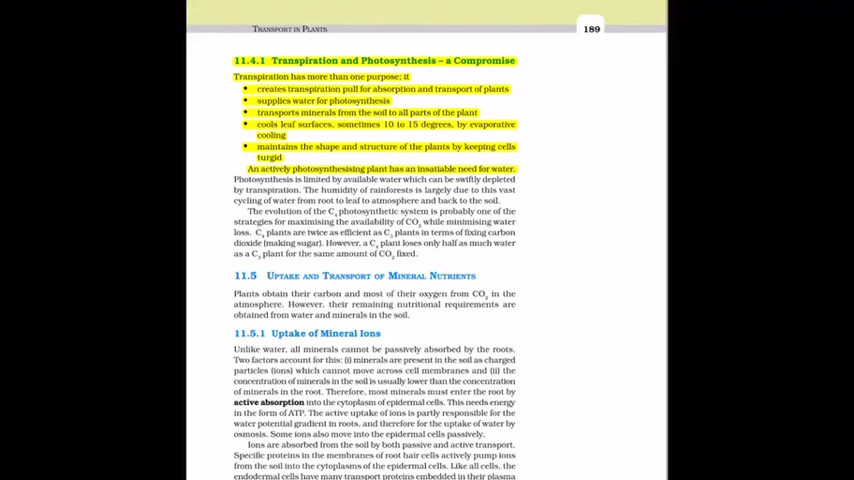 TRANSPORT IN PLANTS
189
11.4.1 Transpiration and Photosynthesis – a Compromise
Transpiration has more than one purpose; it
• creates transpiration pull for absorption and transport of plants
• supplies water for photosynthesis
• transports minerals from the soil to all parts of the plant
• cools leaf surfaces, sometimes 10 to 15 degrees, by evaporative
cooling
• maintains the shape and structure of the plants by keeping cells
turgid
An actively photosynthesising plant has an insatiable need for water.
Photosynthesis is limited by available water which can be swiftly depleted
by transpiration. The humidity of rainforests is largely due to this vast
cycling of water from root to leaf to atmosphere and back to the soil.
The evolution of the C₄ photosynthetic system is probably one of the
strategies for maximising the availability of CO₂ while minimising water
loss. C₄ plants are twice as efficient as C₃ plants in terms of fixing carbon
dioxide (making sugar). However, a C₄ plant loses only half as much water
as a C₃ plant for the same amount of CO₂ fixed.
11.5 UPTAKE AND TRANSPORT OF MINERAL NUTRIENTS
Plants obtain their carbon and most of their oxygen from CO₂ in the
atmosphere. However, their remaining nutritional requirements are
obtained from water and minerals in the soil.
11.5.1 Uptake of Mineral Ions
Unlike water, all minerals cannot be passively absorbed by the roots.
Two factors account for this: (i) minerals are present in the soil as charged
particles (ions) which cannot move across cell membranes and (ii) the
concentration of minerals in the soil is usually lower than the concentration
of minerals in the root. Therefore, most minerals must enter the root by
active absorption into the cytoplasm of epidermal cells. This needs energy
in the form of ATP. The active uptake of ions is partly responsible for the
water potential gradient in roots, and therefore for the uptake of water by
osmosis. Some ions also move into the epidermal cells passively.
Ions are absorbed from the soil by both passive and active transport.
Specific proteins in the membranes of root hair cells actively pump ions
from the soil into the cytoplasms of the epidermal cells. Like all cells, the
endodermal cells have many transport proteins embedded in their plasma